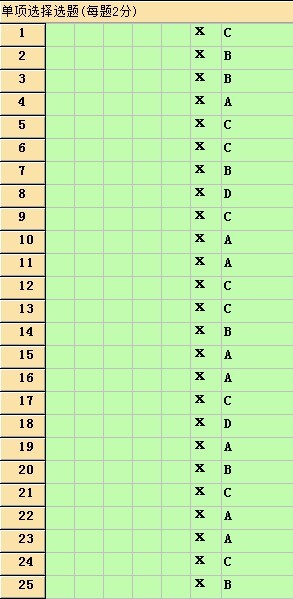 单项选择选题(每题2分)
1 X C
2 X B
3 X B
4 X A
5 X C
6 X C
7 X B
8 X D
9 X C
10 X A
11 X A
12 X C
13 X C
14 X B
15 X A
16 X A
17 X C
18 X D
19 X A
20 X B
21 X C
22 X A
23 X A
24 X C
25 X B